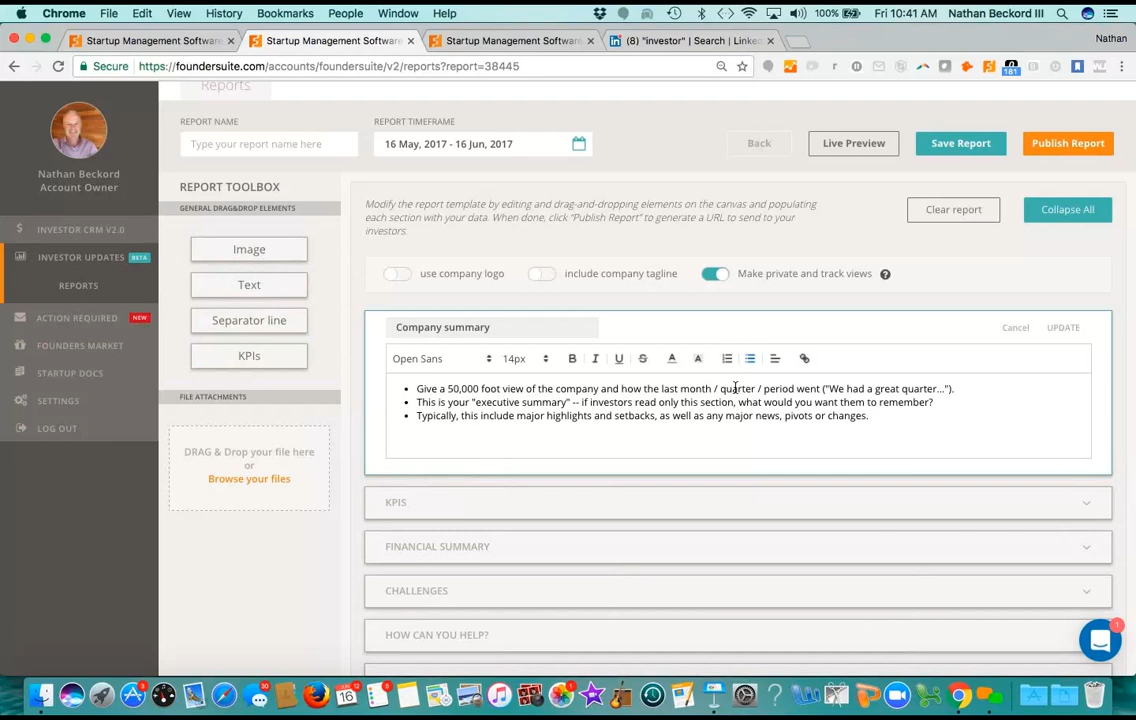 Chrome File Edit View History Bookmarks People Window Help 100% Fri 10:41 AM Nathan Beckord III
Startup Management Software Startup Management Software Startup Management Software (8) "investor" | Search | Linke Nathan
Secure https://foundersuite.com/accounts/foundersuite/v2/reports?report=38445
181
Reports
REPORT NAME REPORT TIMEFRAME
Type your report name here 16 May, 2017 - 16 Jun, 2017 Back Live Preview Save Report Publish Report
Nathan Beckord
Account Owner
INVESTOR CRM V2.0
INVESTOR UPDATES BETA
REPORTS
ACTION REQUIRED NEW
FOUNDERS MARKET
STARTUP DOCS
SETTINGS
LOG OUT
REPORT TOOLBOX
GENERAL DRAG&DROP ELEMENTS
Image
Text
Separator line
KPIs
FILE ATTACHMENTS
DRAG & Drop your file here
or
Browse your files
Modify the report template by editing and drag-and-dropping elements on the canvas and populating
each section with your data. When done, click "Publish Report" to generate a URL to send to your
investors.
Clear report Collapse All
use company logo include company tagline Make private and track views ?
Company summary Cancel UPDATE
Open Sans 14px B I U S A A
• Give a 50,000 foot view of the company and how the last month / quarter / period went ("We had a great quarter...").
• This is your "executive summary" -- if investors read only this section, what would you want them to remember?
• Typically, this include major highlights and setbacks, as well as any major news, pivots or changes.
KPIS
FINANCIAL SUMMARY
CHALLENGES
HOW CAN YOU HELP?
1